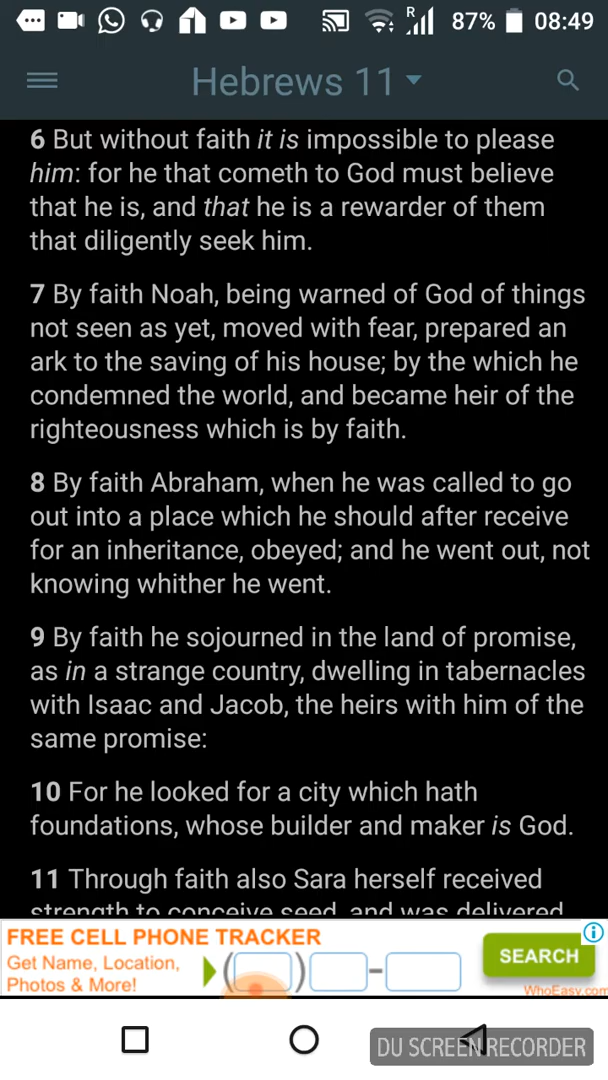 R 87% 08:49
Hebrews 11
6 But without faith it is impossible to please
him: for he that cometh to God must believe
that he is, and that he is a rewarder of them
that diligently seek him.
7 By faith Noah, being warned of God of things
not seen as yet, moved with fear, prepared an
ark to the saving of his house; by the which he
condemned the world, and became heir of the
righteousness which is by faith.
8 By faith Abraham, when he was called to go
out into a place which he should after receive
for an inheritance, obeyed; and he went out, not
knowing whither he went.
9 By faith he sojourned in the land of promise,
as in a strange country, dwelling in tabernacles
with Isaac and Jacob, the heirs with him of the
same promise:
10 For he looked for a city which hath
foundations, whose builder and maker is God.
11 Through faith also Sara herself received
strength to conceive seed, and was delivered
FREE CELL PHONE TRACKER
Get Name, Location,
Photos & More!
( ) -
SEARCH
WhoEasy.com
DU SCREEN RECORDER